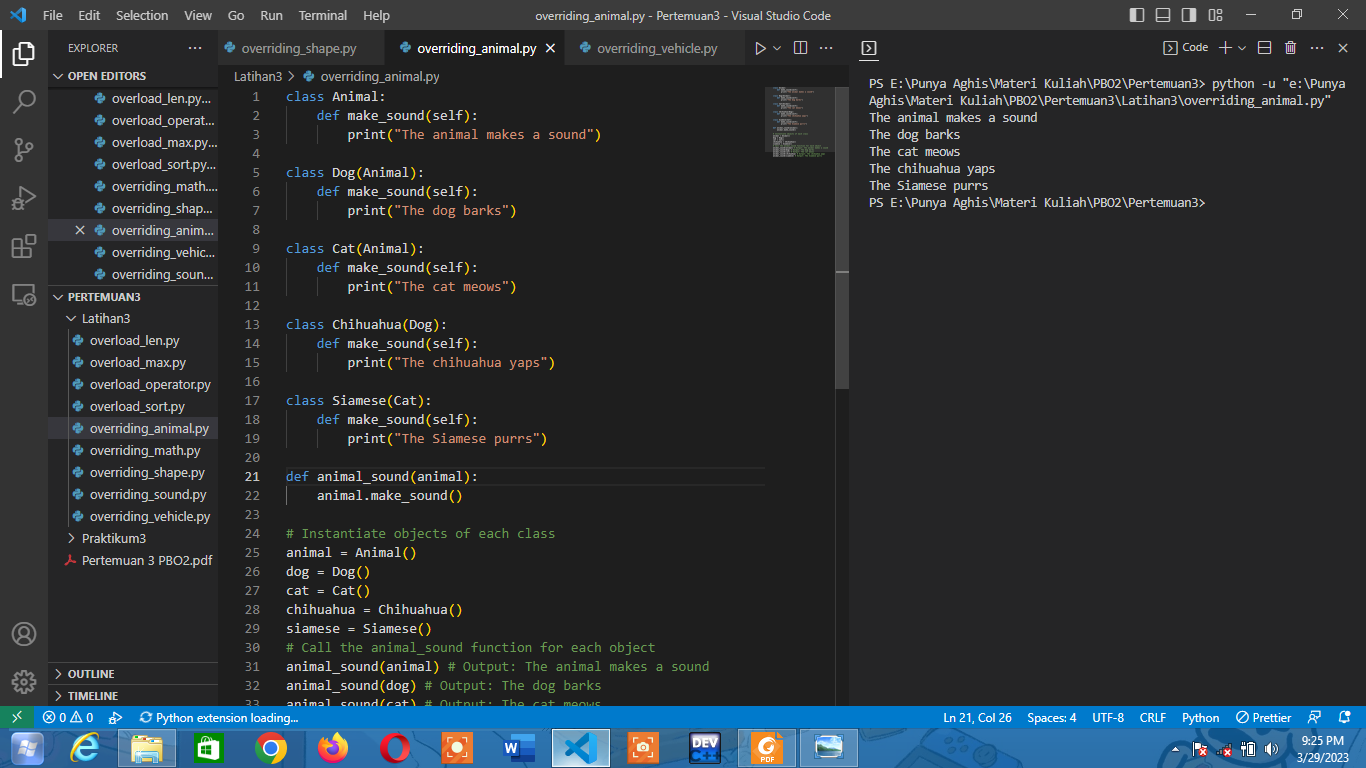 File Edit Selection View Go Run Terminal Help
overriding_animal.py - Pertemuan3 - Visual Studio Code
EXPLORER ...
OPEN EDITORS
overload_len.py...
overload_operat...
overload_max.py...
overload_sort.py...
overriding_math....
overriding_shap...
overriding_anim...
overriding_vehic...
overriding_soun...
PERTEMUAN3
Latihan3
overload_len.py
overload_max.py
overload_operator.py
overload_sort.py
overriding_animal.py
overriding_math.py
overriding_shape.py
overriding_sound.py
overriding_vehicle.py
Praktikum3
Pertemuan 3 PBO2.pdf
OUTLINE
TIMELINE
overriding_shape.py overriding_animal.py overriding_vehicle.py
Latihan3 > overriding_animal.py
1 class Animal:
2 def make_sound(self):
3 print("The animal makes a sound")
4
5 class Dog(Animal):
6 def make_sound(self):
7 print("The dog barks")
8
9 class Cat(Animal):
10 def make_sound(self):
11 print("The cat meows")
12
13 class Chihuahua(Dog):
14 def make_sound(self):
15 print("The chihuahua yaps")
16
17 class Siamese(Cat):
18 def make_sound(self):
19 print("The Siamese purrs")
20
21 def animal_sound(animal):
22 animal.make_sound()
23
24 # Instantiate objects of each class
25 animal = Animal()
26 dog = Dog()
27 cat = Cat()
28 chihuahua = Chihuahua()
29 siamese = Siamese()
30 # Call the animal_sound function for each object
31 animal_sound(animal) # Output: The animal makes a sound
32 animal_sound(dog) # Output: The dog barks
33 animal_sound(cat) # Output: The cat meows
Code
PS E:\Punya Aghis\Materi Kuliah\PBO2\Pertemuan3> python -u "e:\Punya
Aghis\Materi Kuliah\PBO2\Pertemuan3\Latihan3\overriding_animal.py"
The animal makes a sound
The dog barks
The cat meows
The chihuahua yaps
The Siamese purrs
PS E:\Punya Aghis\Materi Kuliah\PBO2\Pertemuan3>
0 0 Python extension loading...
Ln 21, Col 26 Spaces: 4 UTF-8 CRLF Python Prettier
W DEV C++ PDF
9:25 PM
3/29/2023